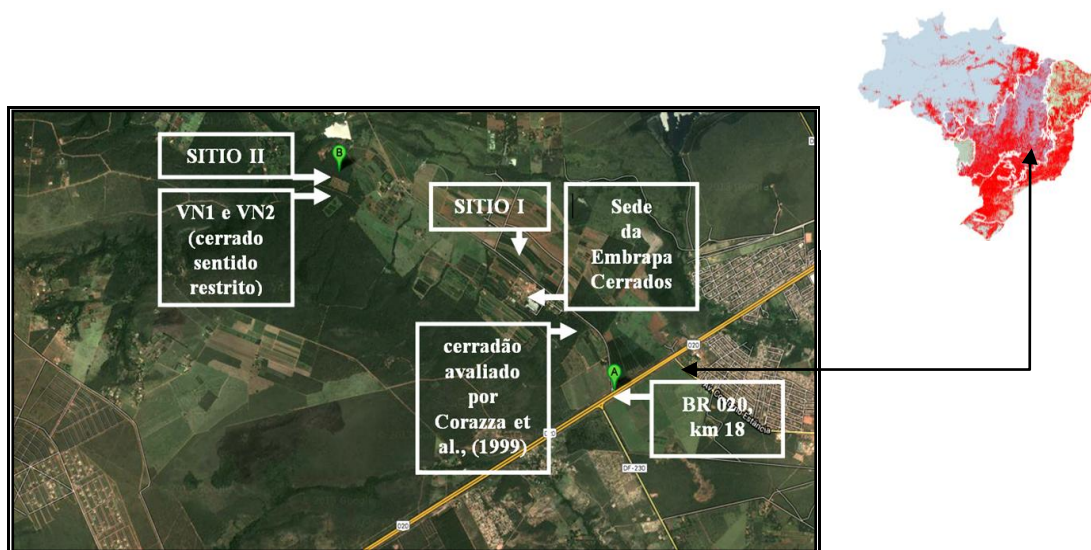 SITIO II
VN1 e VN2
(cerrado
sentido
restrito)
B
SITIO I
Sede
da
Embrapa
Cerrados
cerradão
avaliado
por
Corazza et
al., (1999)
A
BR 020,
km 18
020
DF-230
020
Estancia